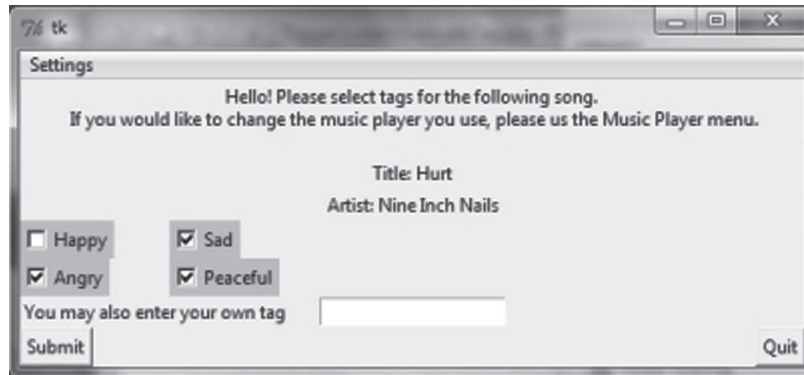 tk
Settings
Hello! Please select tags for the following song.
If you would like to change the music player you use, please us the Music Player menu.
Title: Hurt
Artist: Nine Inch Nails
Happy
Sad
Angry
Peaceful
You may also enter your own tag
Submit
Quit